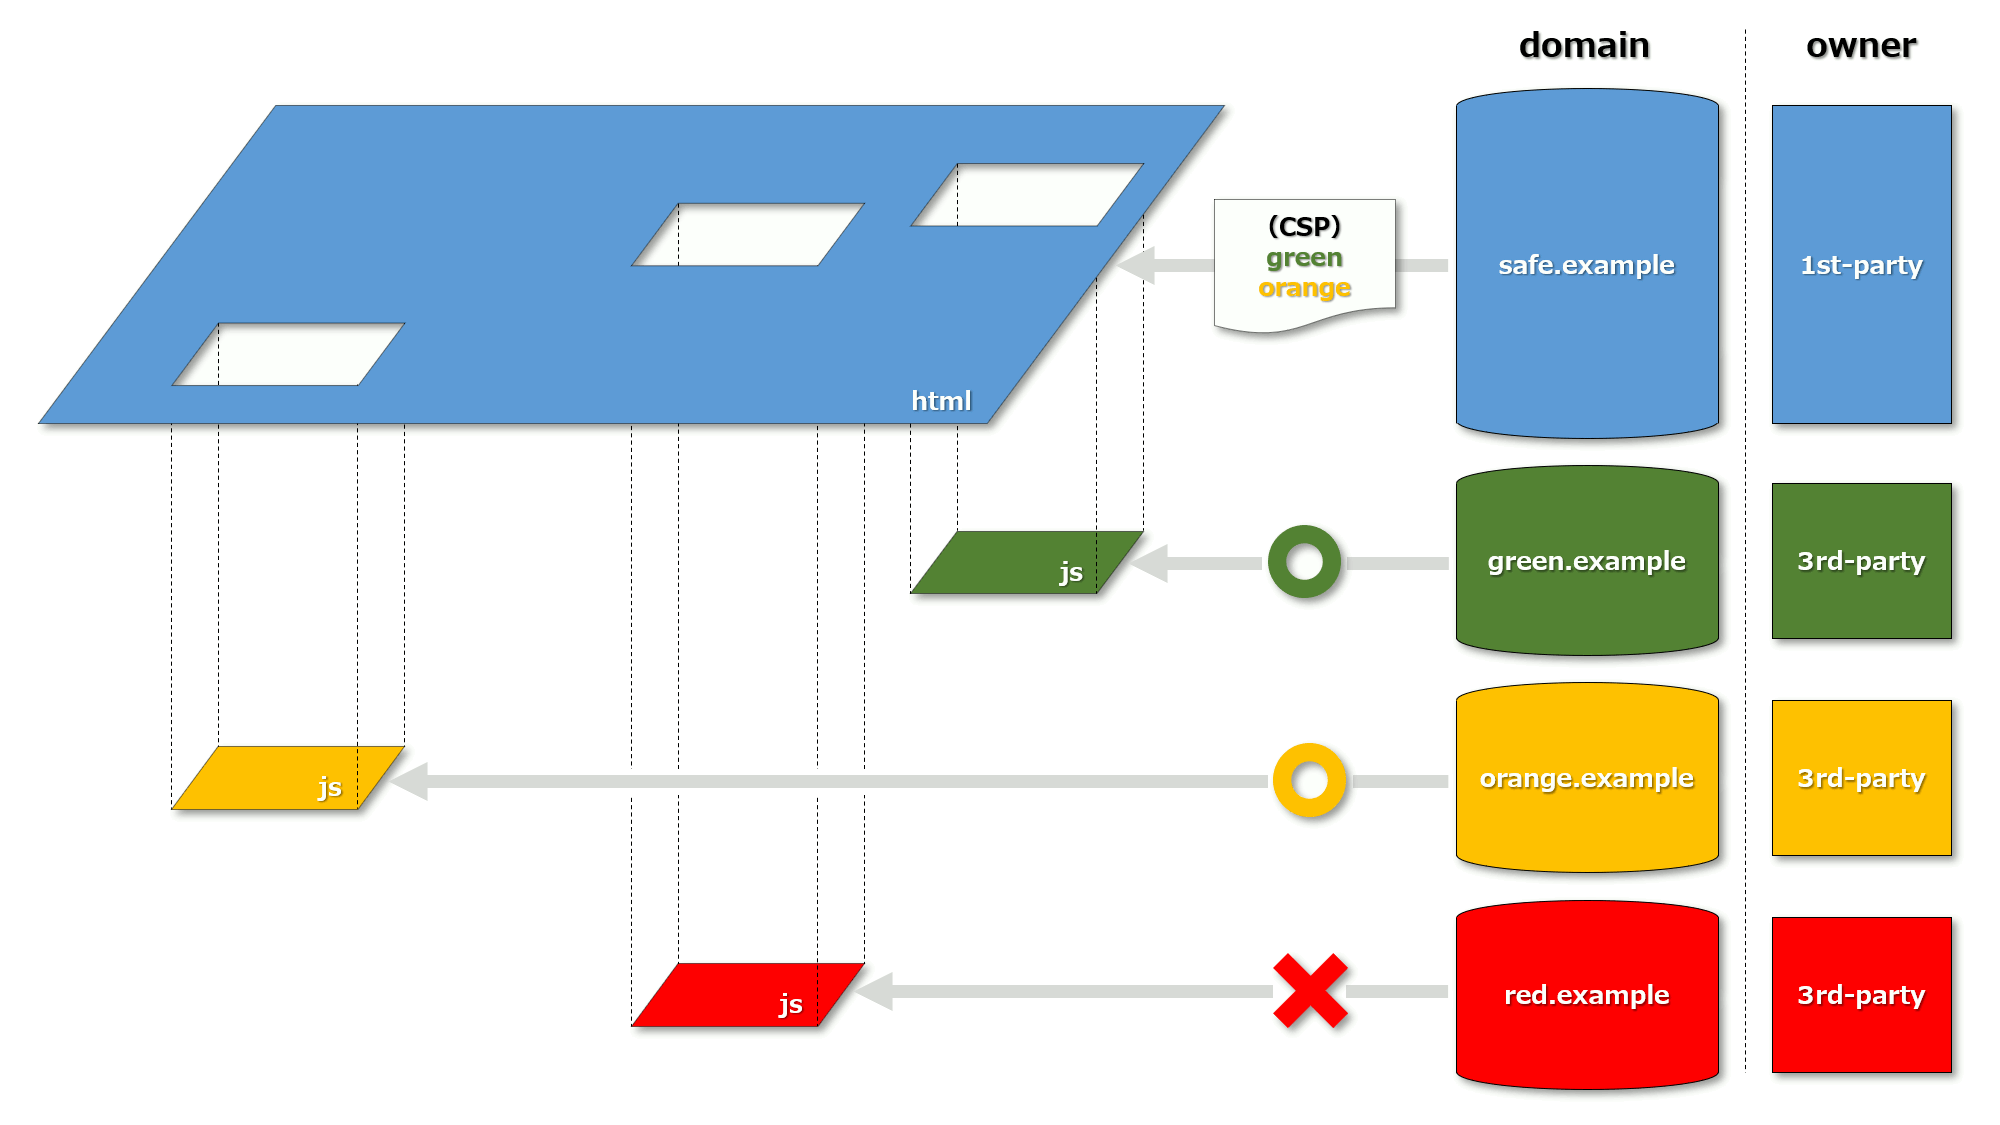 domain
owner
(CSP)
green
orange
safe.example
1st-party
html
js
green.example
3rd-party
js
orange.example
3rd-party
js
red.example
3rd-party